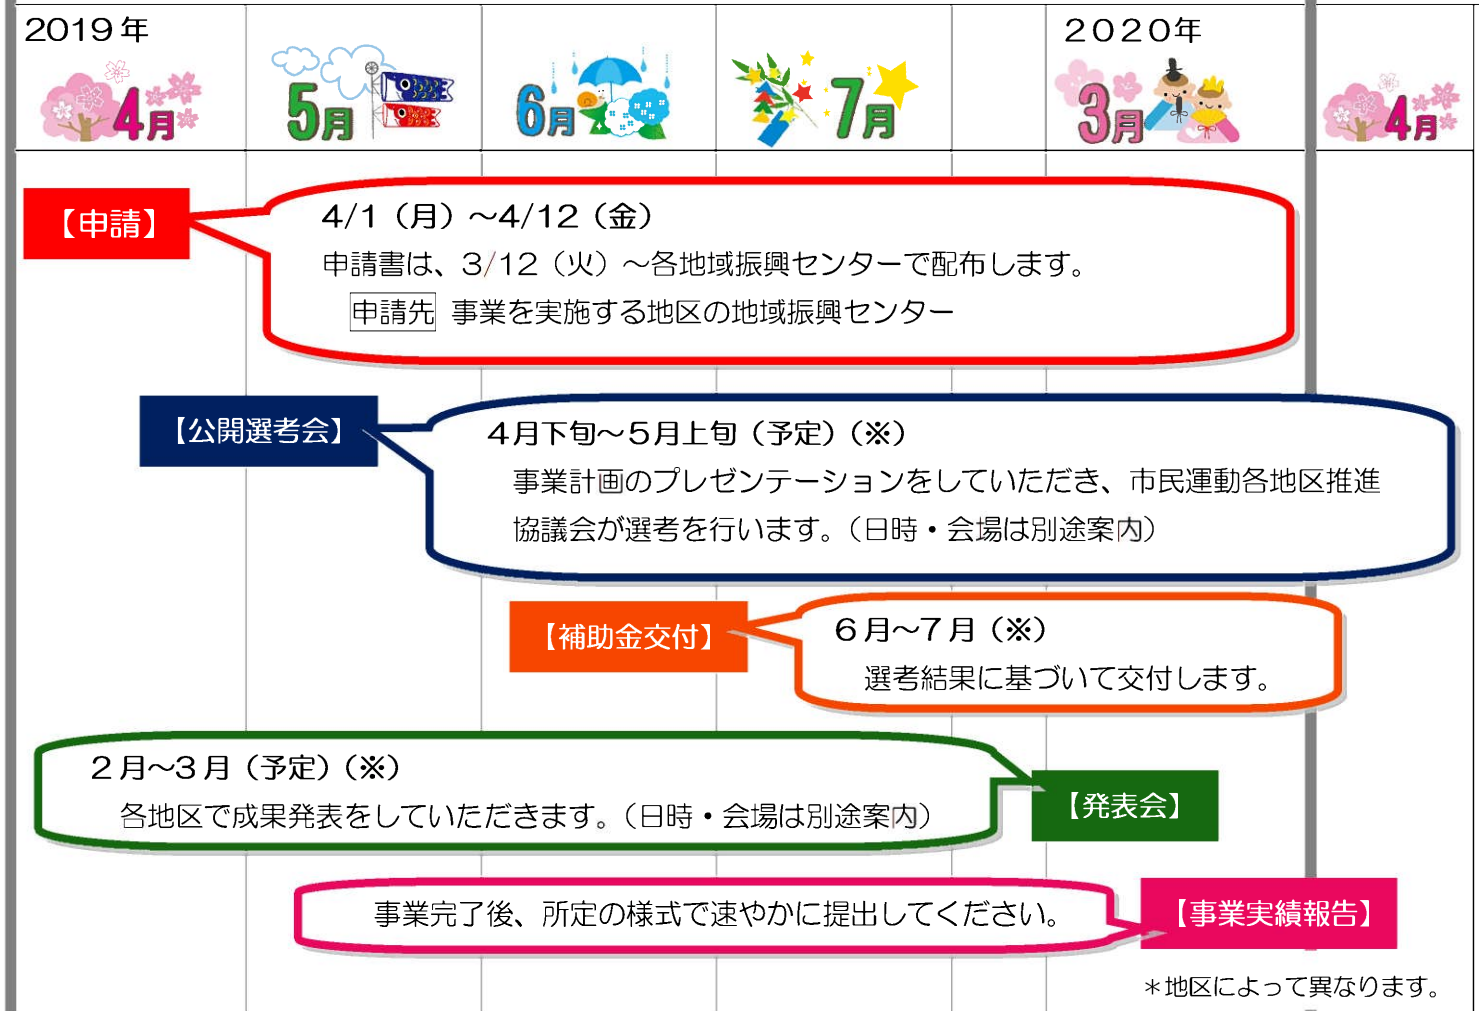 2019年
2020年
4月
5月
6月
7月
3月
4月
【申請】
4/1（月）～4/12（金）
申請書は、3/12（火）～各地域振興センターで配布します。
申請先 事業を実施する地区の地域振興センター
【公開選考会】
4月下旬～5月上旬（予定）（※）
事業計画のプレゼンテーションをしていただき、市民運動各地区推進
協議会が選考を行います。（日時・会場は別途案内）
【補助金交付】
6月～7月（※）
選考結果に基づいて交付します。
2月～3月（予定）（※）
各地区で成果発表をしていただきます。（日時・会場は別途案内）
【発表会】
事業完了後、所定の様式で速やかに提出してください。
【事業実績報告】
＊地区によって異なります。